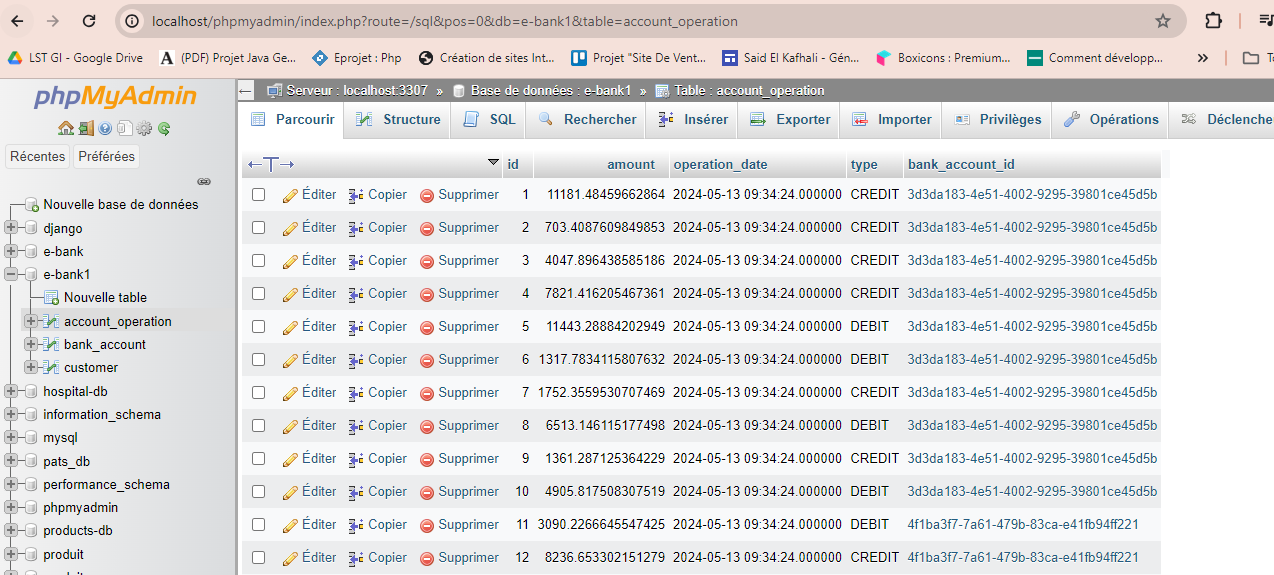 localhost/phpmyadmin/index.php?route=/sql&pos=0&db=e-bank1&table=account_operation
LST GI - Google Drive (PDF) Projet Java Ge... Eprojet : Php Création de sites Int... Projet "Site De Vent... Said El Kafhali - Gén... Boxicons : Premium... Comment développ... »
phpMyAdmin
Récentes Préférées
Nouvelle base de données
django
e-bank
e-bank1
Nouvelle table
account_operation
bank_account
customer
hospital-db
information_schema
mysql
pats_db
performance_schema
phpmyadmin
products-db
produit
Serveur : localhost:3307 » Base de données : e-bank1 » Table : account_operation
Parcourir Structure SQL Rechercher Insérer Exporter Importer Privilèges Opérations Déclenche
id amount operation_date type bank_account_id
Éditer Copier Supprimer 1 11181.48459662864 2024-05-13 09:34:24.000000 CREDIT 3d3da183-4e51-4002-9295-39801ce45d5b
Éditer Copier Supprimer 2 703.4087609849853 2024-05-13 09:34:24.000000 CREDIT 3d3da183-4e51-4002-9295-39801ce45d5b
Éditer Copier Supprimer 3 4047.896438585186 2024-05-13 09:34:24.000000 CREDIT 3d3da183-4e51-4002-9295-39801ce45d5b
Éditer Copier Supprimer 4 7821.416205467361 2024-05-13 09:34:24.000000 CREDIT 3d3da183-4e51-4002-9295-39801ce45d5b
Éditer Copier Supprimer 5 11443.28884202949 2024-05-13 09:34:24.000000 DEBIT 3d3da183-4e51-4002-9295-39801ce45d5b
Éditer Copier Supprimer 6 1317.7834115807632 2024-05-13 09:34:24.000000 DEBIT 3d3da183-4e51-4002-9295-39801ce45d5b
Éditer Copier Supprimer 7 1752.3559530707469 2024-05-13 09:34:24.000000 CREDIT 3d3da183-4e51-4002-9295-39801ce45d5b
Éditer Copier Supprimer 8 6513.146115177498 2024-05-13 09:34:24.000000 DEBIT 3d3da183-4e51-4002-9295-39801ce45d5b
Éditer Copier Supprimer 9 1361.287125364229 2024-05-13 09:34:24.000000 CREDIT 3d3da183-4e51-4002-9295-39801ce45d5b
Éditer Copier Supprimer 10 4905.817508307519 2024-05-13 09:34:24.000000 DEBIT 3d3da183-4e51-4002-9295-39801ce45d5b
Éditer Copier Supprimer 11 3090.2266645547425 2024-05-13 09:34:24.000000 DEBIT 4f1ba3f7-7a61-479b-83ca-e41fb94ff221
Éditer Copier Supprimer 12 8236.653302151279 2024-05-13 09:34:24.000000 CREDIT 4f1ba3f7-7a61-479b-83ca-e41fb94ff221